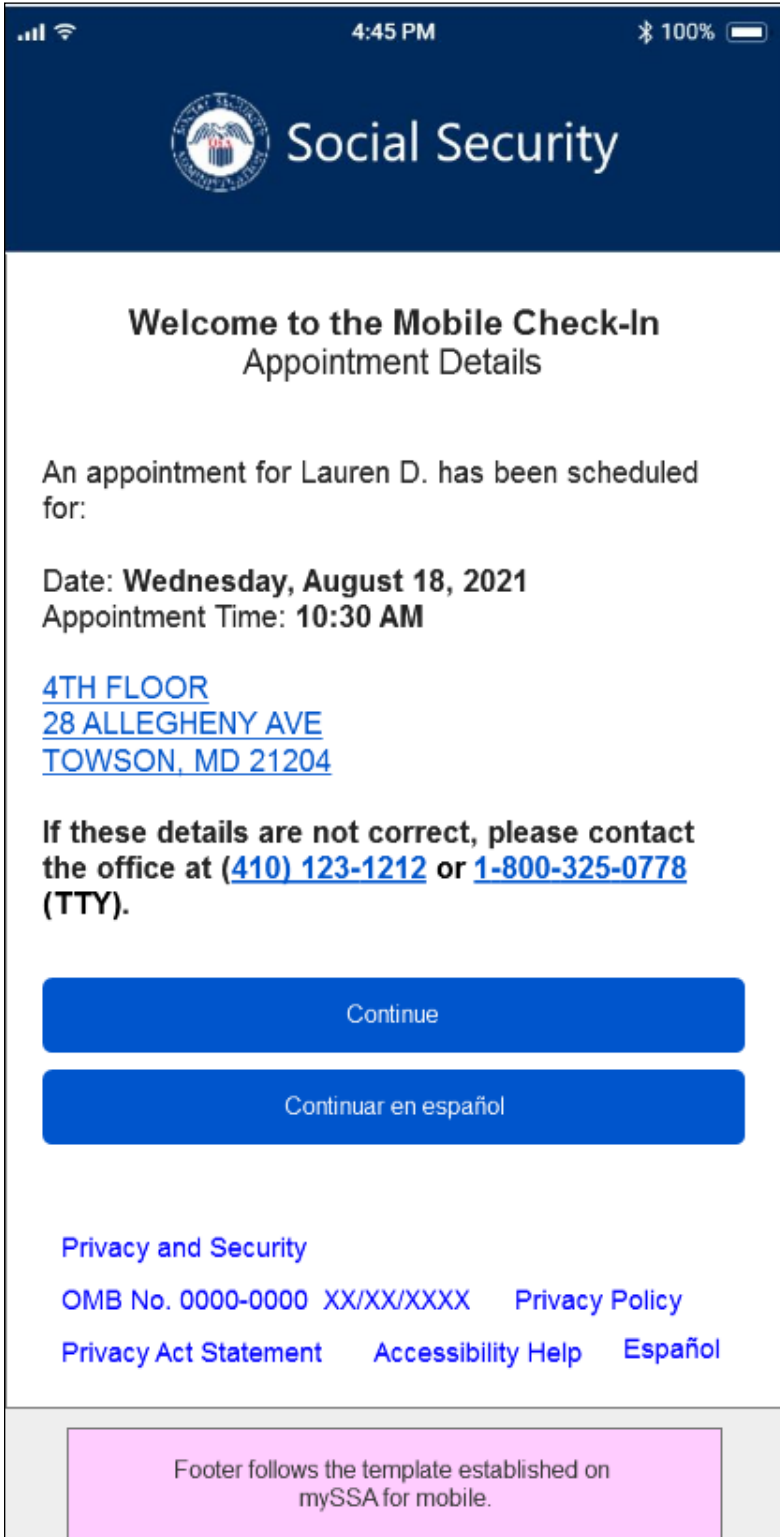 4:45 PM
100%
SOCIAL SECURITY
USA
ADMINISTRATION
Social Security
Welcome to the Mobile Check-In
Appointment Details
An appointment for Lauren D. has been scheduled
for:
Date: Wednesday, August 18, 2021
Appointment Time: 10:30 AM
4TH FLOOR
28 ALLEGHENY AVE
TOWSON, MD 21204
If these details are not correct, please contact
the office at (410) 123-1212 or 1-800-325-0778
(TTY).
Continue
Continuar en español
Privacy and Security
OMB No. 0000-0000 XX/XX/XXXX Privacy Policy
Privacy Act Statement Accessibility Help Español
Footer follows the template established on
mySSA for mobile.